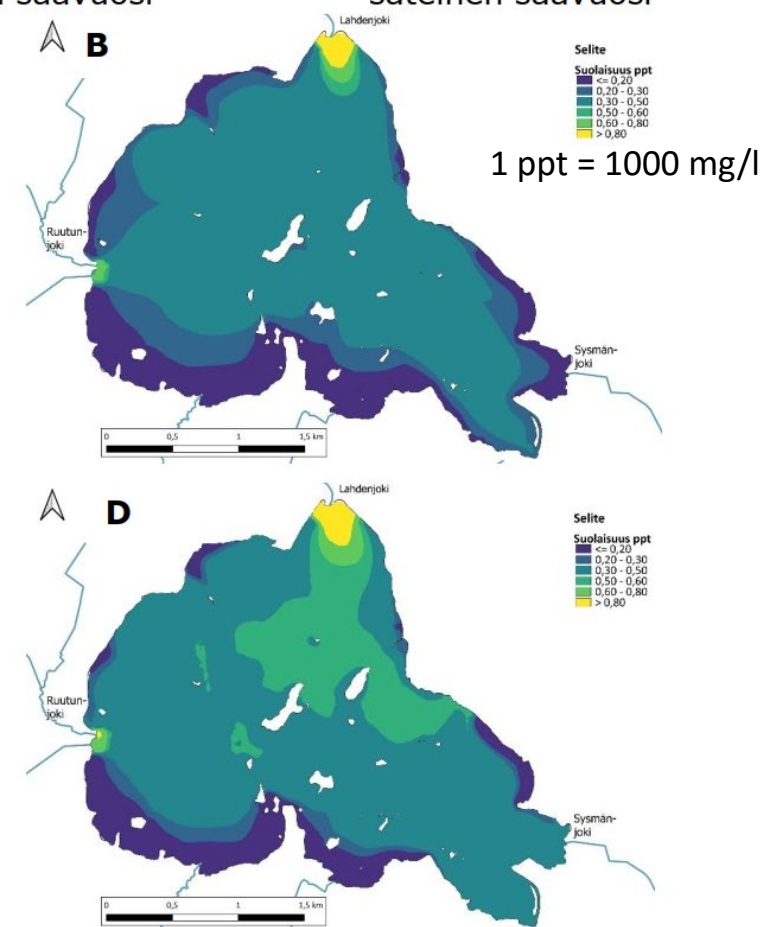 sateinen säävuosi
B
Lahdenjoki
Selite
Suolaisuus ppt
<= 0,20
0,20 - 0,30
0,30 - 0,50
0,50 - 0,60
0,60 - 0,80
> 0,80
1 ppt = 1000 mg/l
Ruutun-
joki
Sysmän-
joki
0 0,5 1 1,5 km
D
Lahdenjoki
Selite
Suolaisuus ppt
<= 0,20
0,20 - 0,30
0,30 - 0,50
0,50 - 0,60
0,60 - 0,80
> 0,80
Ruutun-
joki
Sysmän-
joki
0 0,5 1 1,5 km